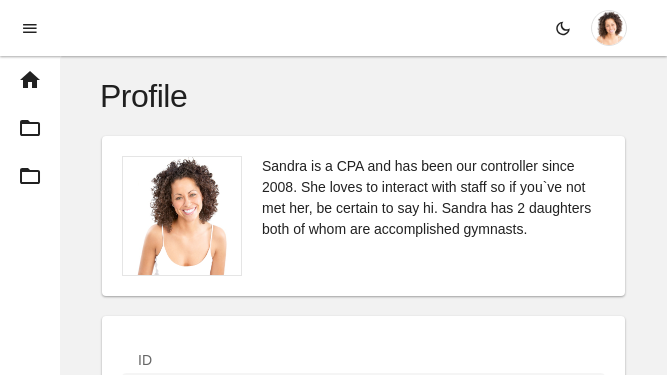 Profile
Sandra is a CPA and has been our controller since
2008. She loves to interact with staff so if you`ve not
met her, be certain to say hi. Sandra has 2 daughters
both of whom are accomplished gymnasts.
ID